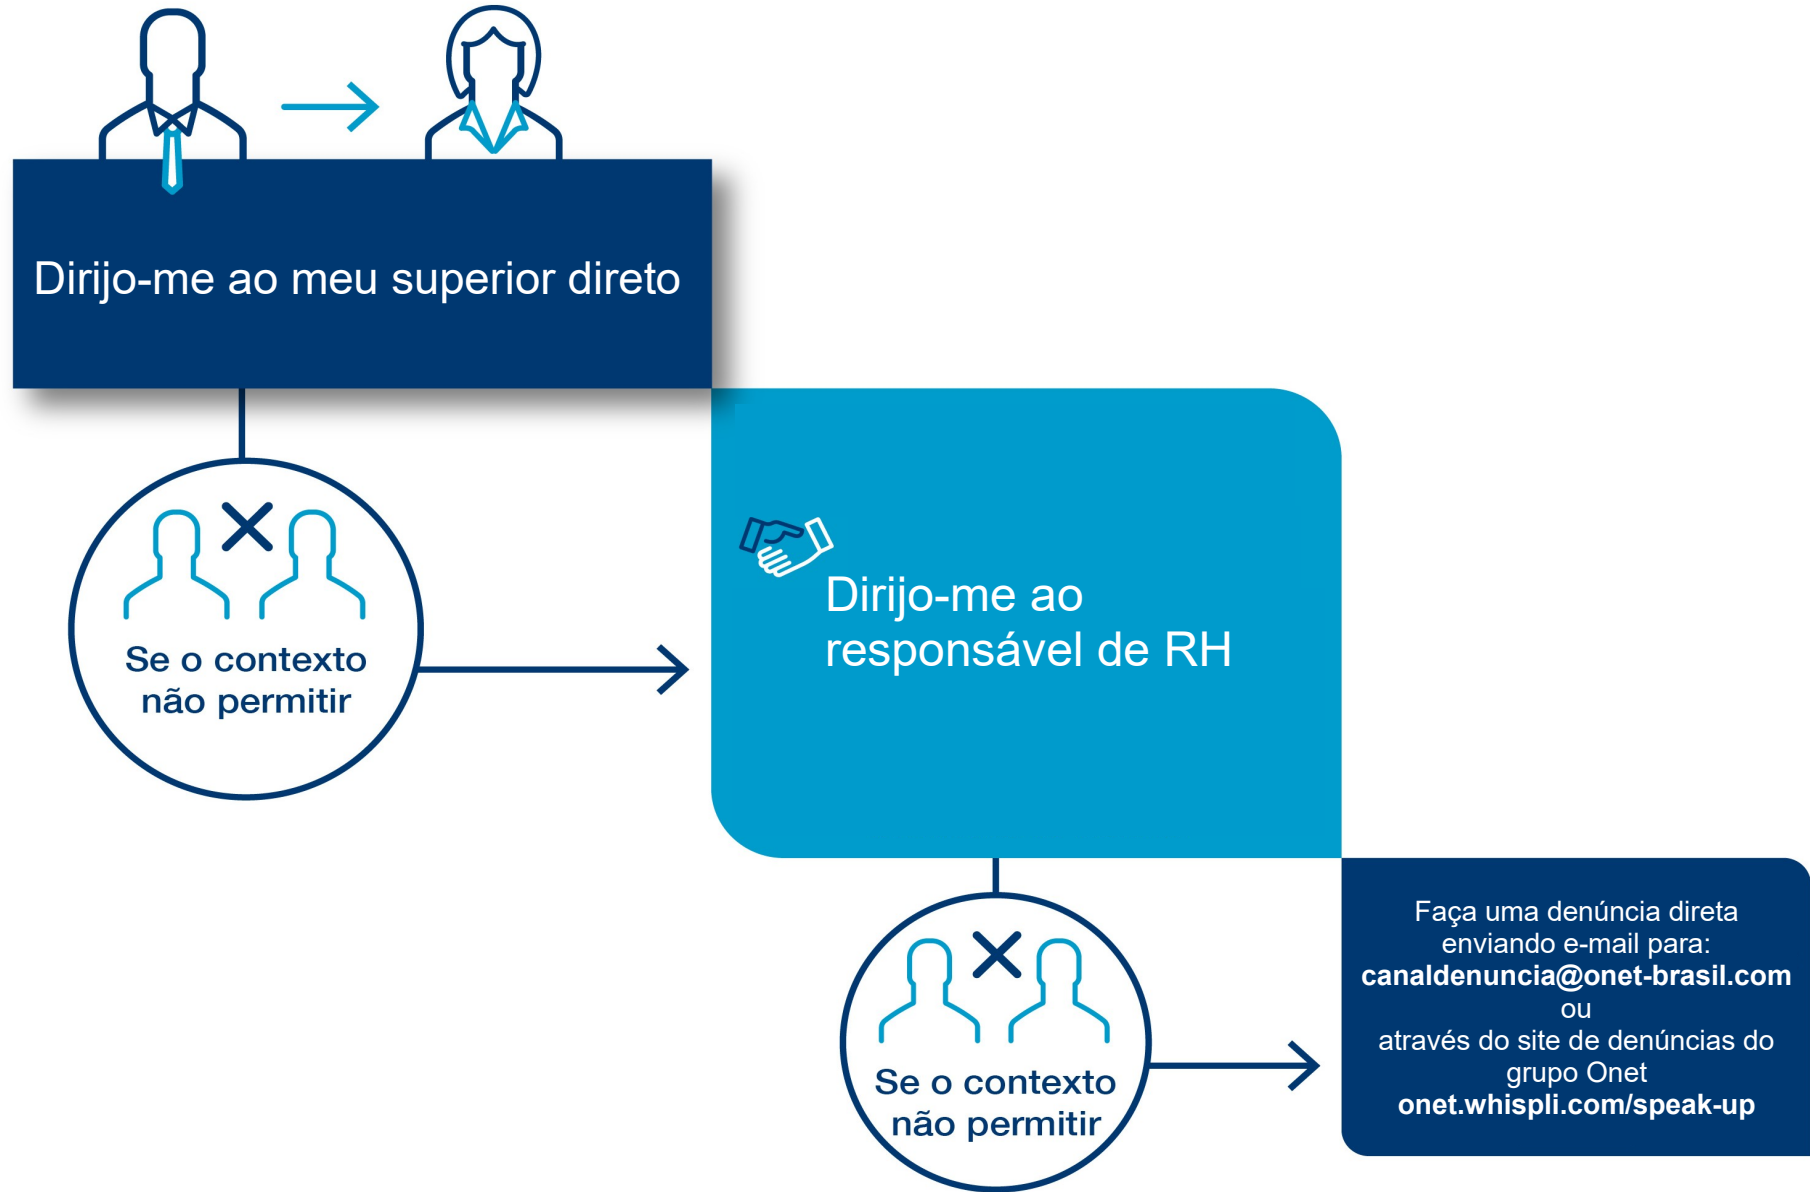 Dirijo-me ao meu superior direto
Se o contexto
não permitir
Dirijo-me ao
responsável de RH
Se o contexto
não permitir
Faça uma denúncia direta
enviando e-mail para:
canaldenuncia@onet-brasil.com
ou
através do site de denúncias do
grupo Onet
onet.whispli.com/speak-up